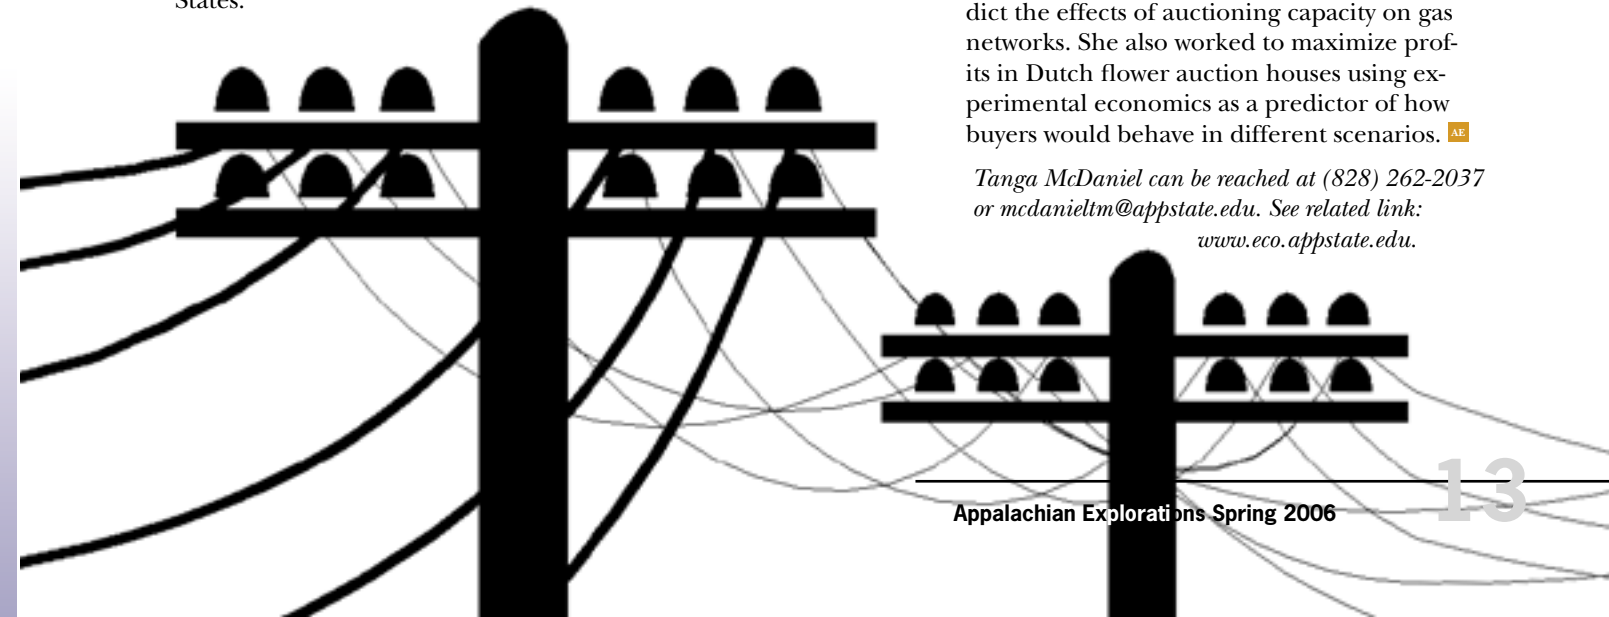 States.
dict the effects of auctioning capacity on gas
networks. She also worked to maximize prof-
its in Dutch flower auction houses using ex-
perimental economics as a predictor of how
buyers would behave in different scenarios. AE
Tanga McDaniel can be reached at (828) 262-2037
or mcdanieltm@appstate.edu. See related link:
www.eco.appstate.edu.
13
Appalachian Explorations Spring 2006